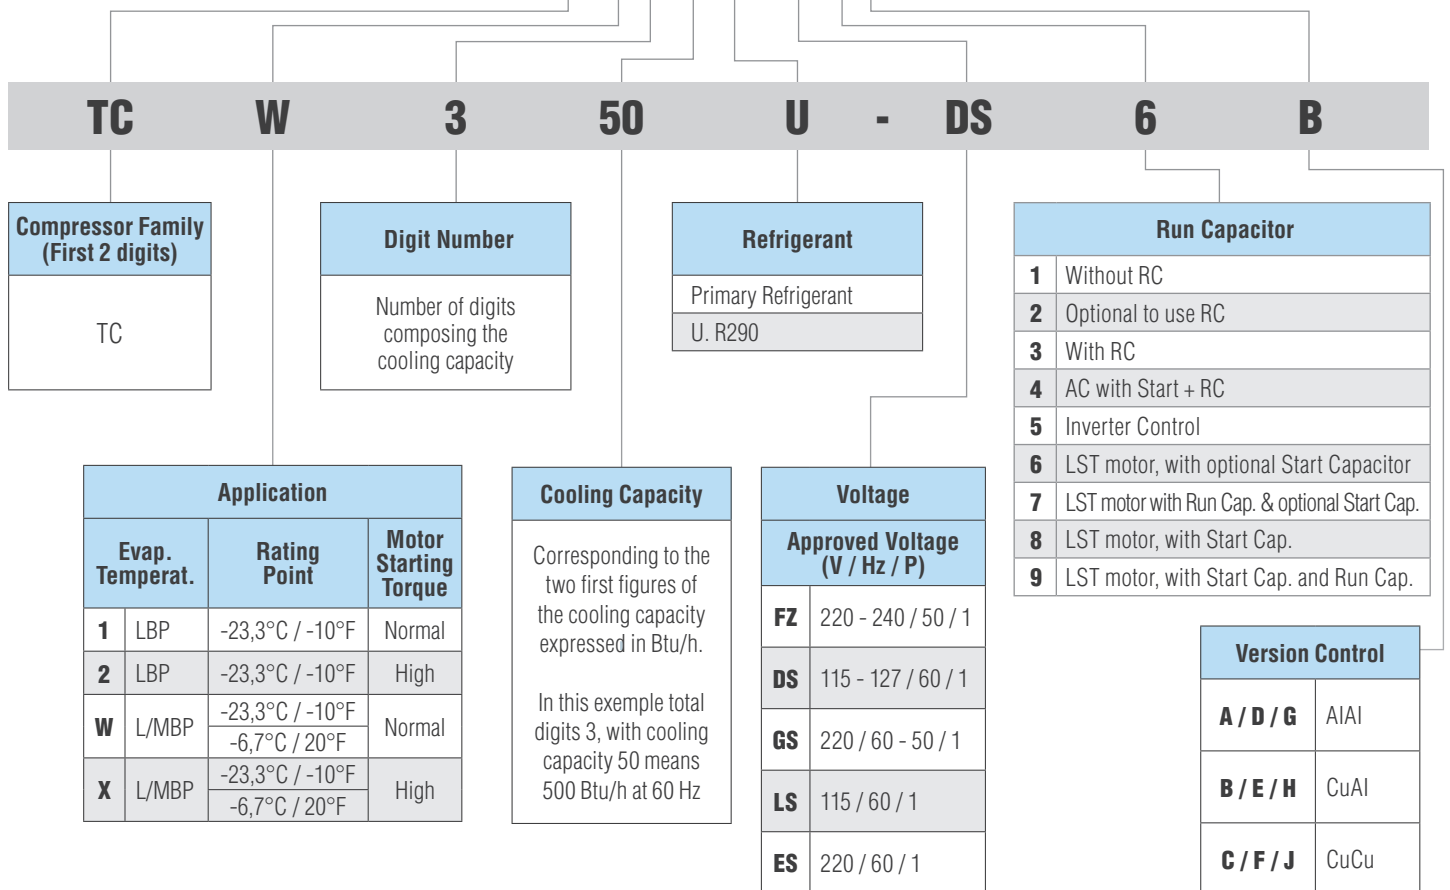 TC W 3 50 U - DS 6 B
Compressor Family
(First 2 digits)
TC
Digit Number
Number of digits
composing the
cooling capacity
Refrigerant
Primary Refrigerant
U. R290
Run Capacitor
1 Without RC
2 Optional to use RC
3 With RC
4 AC with Start + RC
5 Inverter Control
6 LST motor, with optional Start Capacitor
7 LST motor with Run Cap. & optional Start Cap.
8 LST motor, with Start Cap.
9 LST motor, with Start Cap. and Run Cap.
Application
Evap.
Temperat.
Rating
Point
Motor
Starting
Torque
1 LBP -23,3°C / -10°F Normal
2 LBP -23,3°C / -10°F High
W L/MBP -23,3°C / -10°F Normal
-6,7°C / 20°F
X L/MBP -23,3°C / -10°F High
-6,7°C / 20°F
Cooling Capacity
Corresponding to the
two first figures of
the cooling capacity
expressed in Btu/h.
In this exemple total
digits 3, with cooling
capacity 50 means
500 Btu/h at 60 Hz
Voltage
Approved Voltage
(V / Hz / P)
FZ 220 - 240 / 50 / 1
DS 115 - 127 / 60 / 1
GS 220 / 60 - 50 / 1
LS 115 / 60 / 1
ES 220 / 60 / 1
Version Control
A / D / G AlAl
B / E / H CuAl
C / F / J CuCu